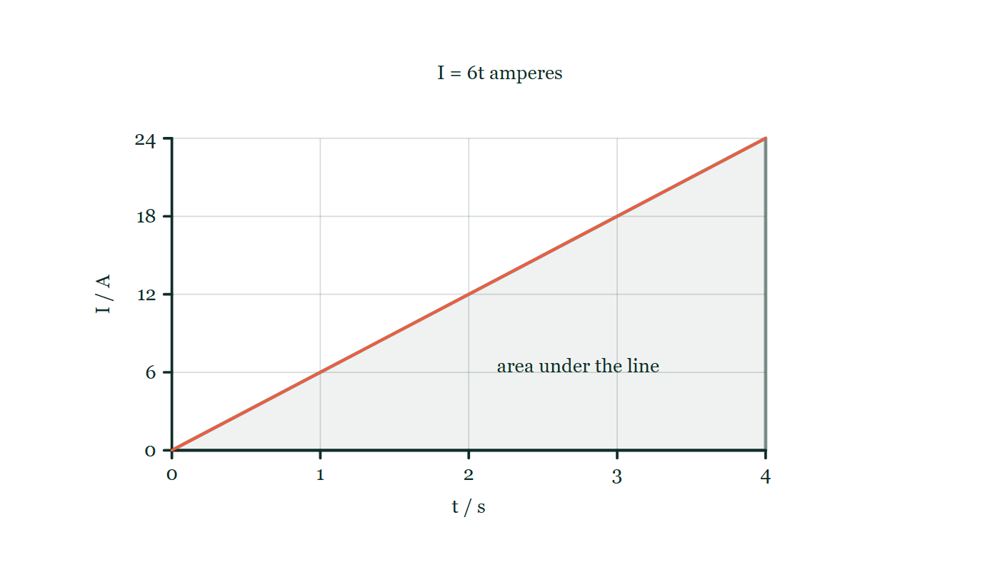 I = 6t amperes
24
18
12
6
0
I / A
area under the line
0 1 2 3 4
t / s